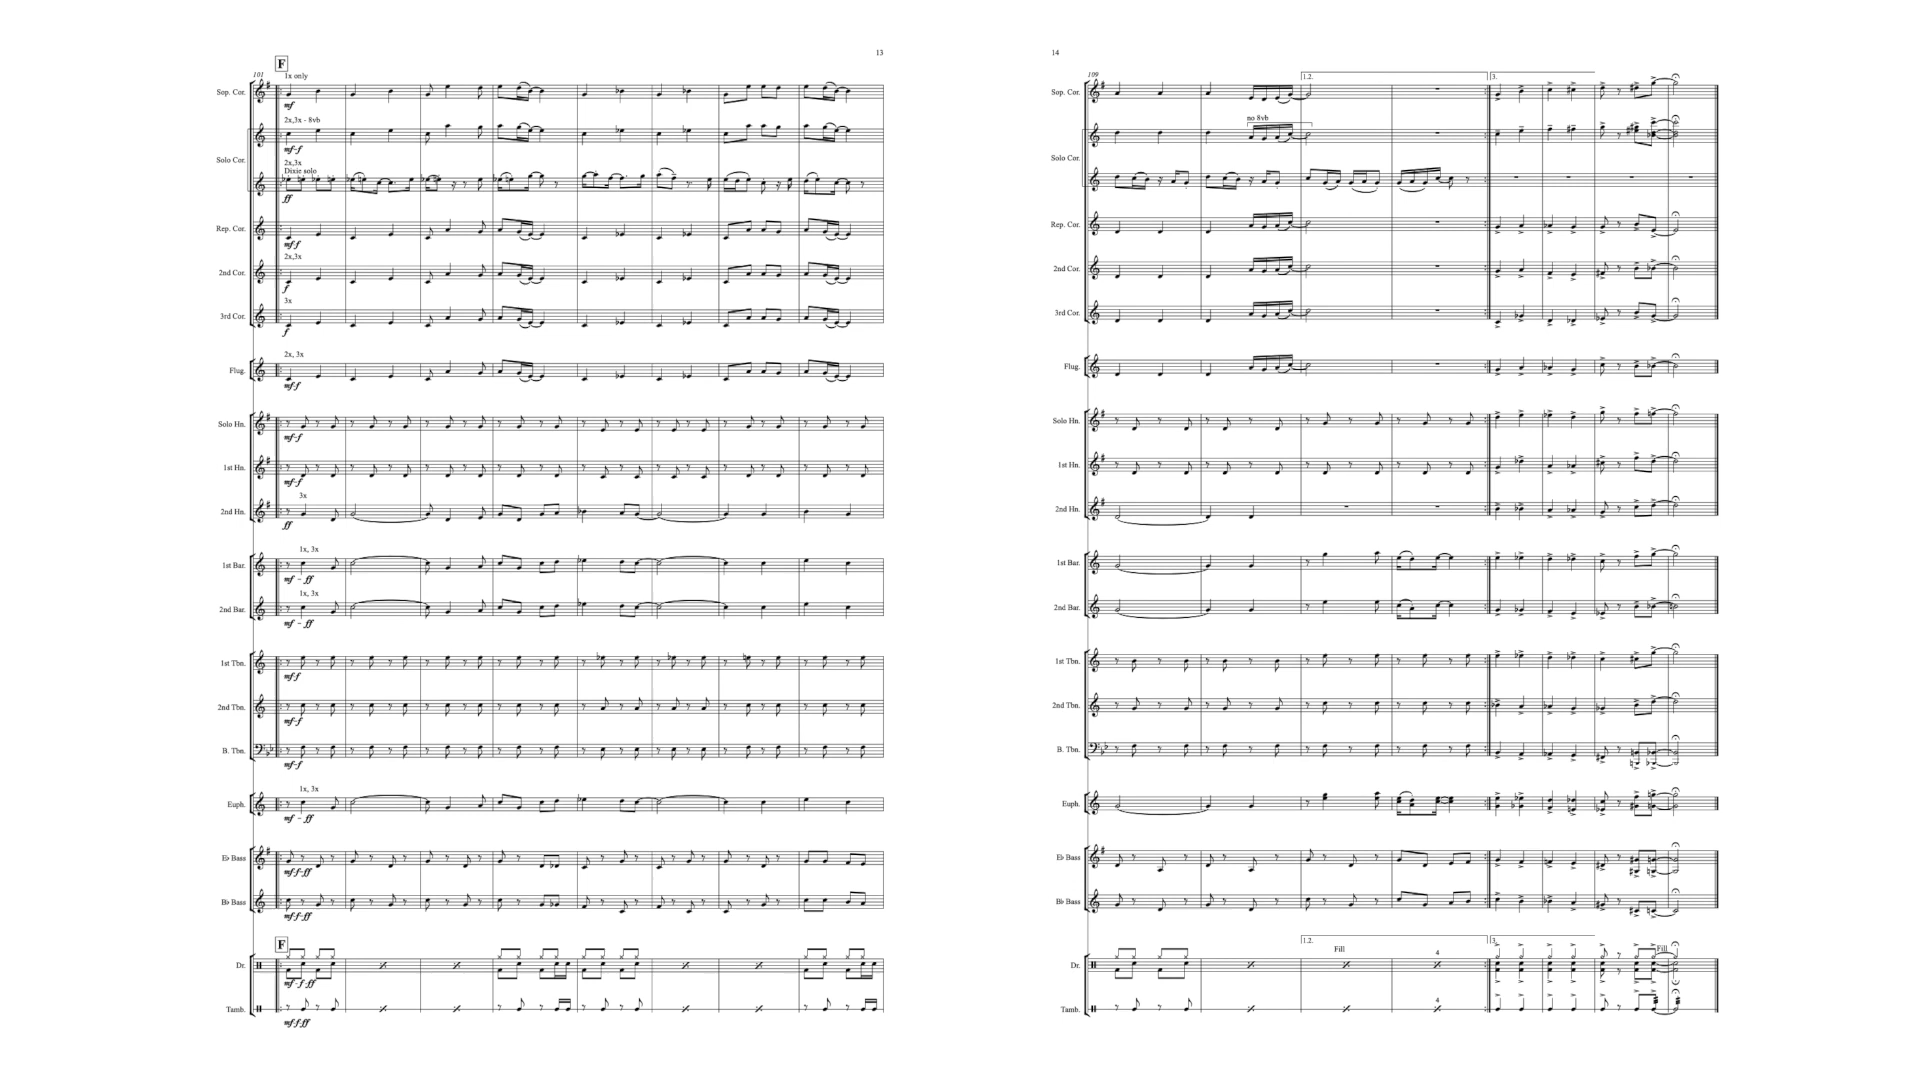 13
F
101
1x only
Sop. Cor.
mf
2x,3x - 8vb
mf-f
Solo Cor.
2x,3x
Dixie solo
ff
Rep. Cor.
mf-f
2x,3x
2nd Cor.
f
3x
3rd Cor.
f
2x, 3x
Flug.
mf-f
Solo Hn.
mf-f
1st Hn.
mf-f
3x
2nd Hn.
ff
1x, 3x
1st Bar.
mf - ff
1x, 3x
2nd Bar.
mf - ff
1st Tbn.
mf-f
2nd Tbn.
mf-f
B. Tbn.
mf-f
1x, 3x
Euph.
mf - ff
E♭ Bass
mf-f-ff
B♭ Bass
mf-f-ff
F
Dr.
mf-f-ff
Tamb.
mf-f-ff
14
109
1.2.
3.
Sop. Cor.
no 8vb
Solo Cor.
Rep. Cor.
2nd Cor.
3rd Cor.
Flug.
Solo Hn.
1st Hn.
2nd Hn.
1st Bar.
2nd Bar.
1st Tbn.
2nd Tbn.
B. Tbn.
Euph.
E♭ Bass
B♭ Bass
1.2.
3.
Fill
4
Fill
Dr.
4
Tamb.